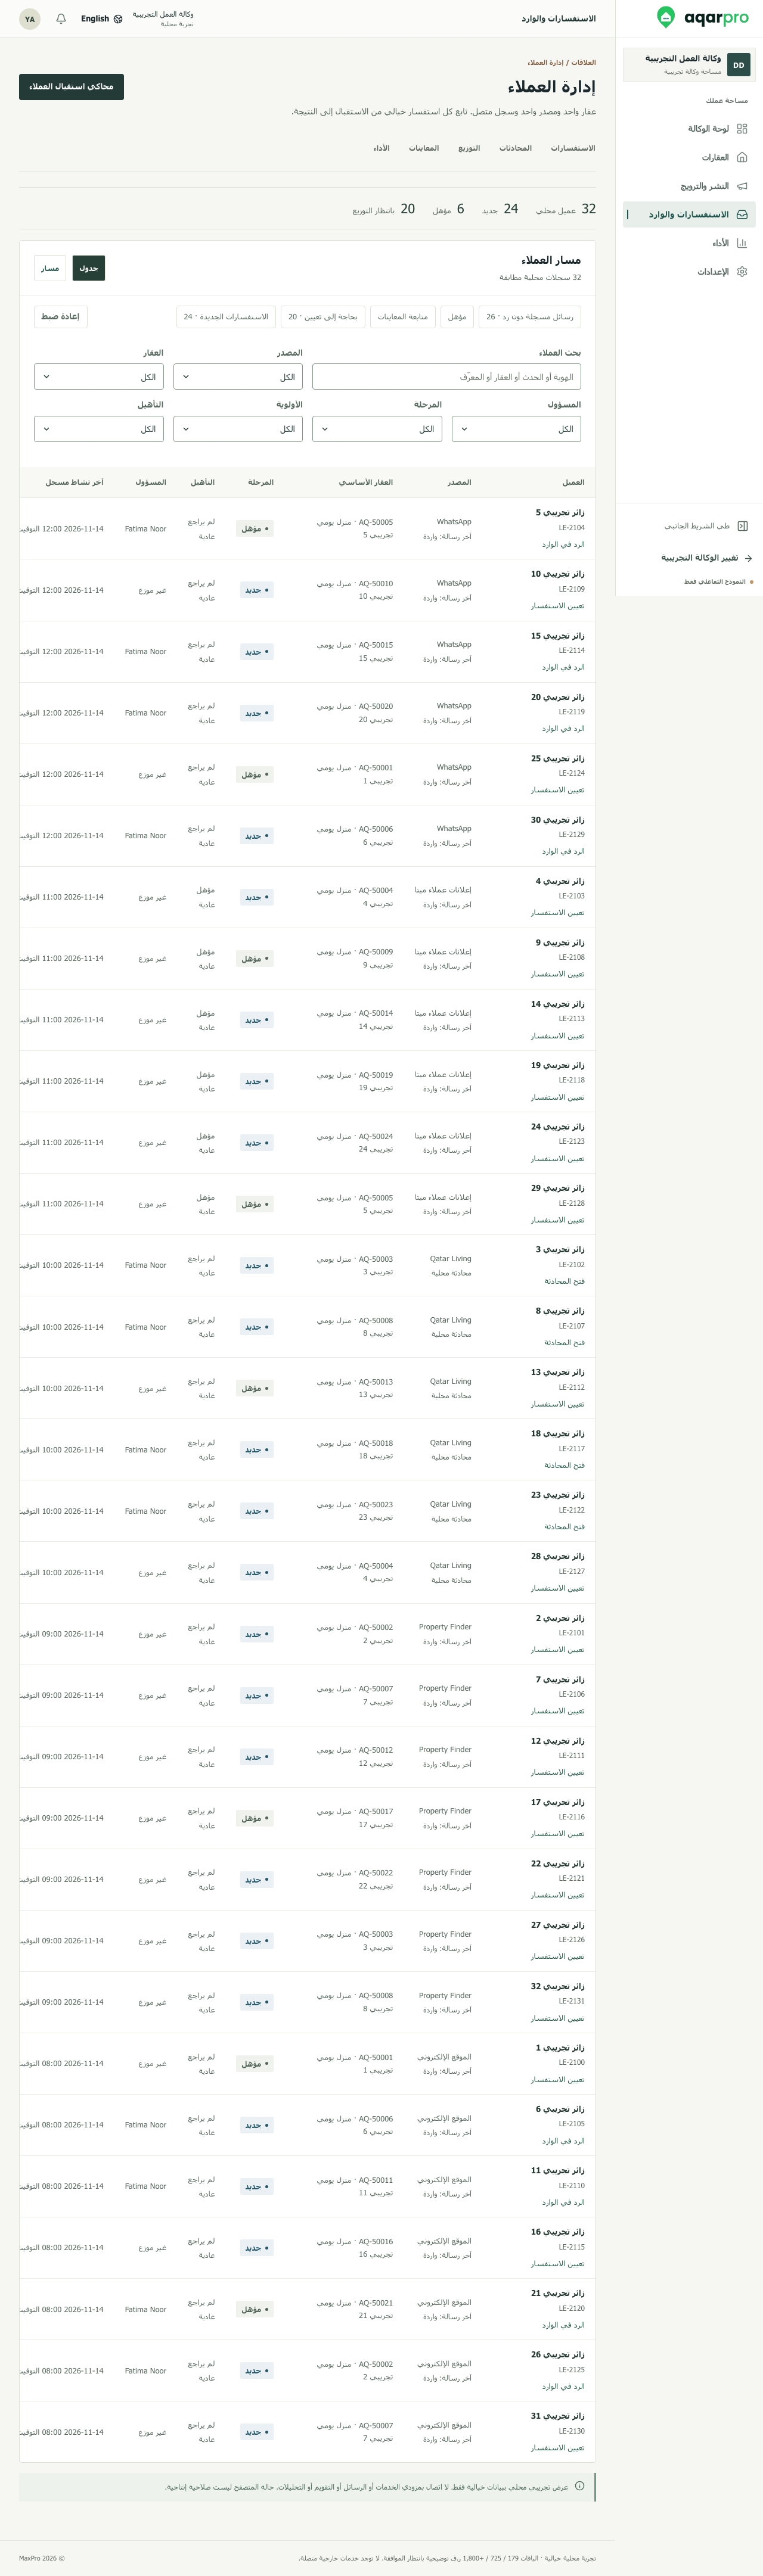 aqarpro
DD
وكالة العمل التجريبية
مساحة وكالة تجريبية
مساحة عملك
لوحة الوكالة
العقارات
النشر والترويج
الاستفسارات والوارد
الأداء
الإعدادات
طي الشريط الجانبي
تغيير الوكالة التجريبية
النموذج التفاعلي فقط
الاستفسارات والوارد
وكالة العمل التجريبية
تجربة محلية
English
YA
العلاقات / إدارة العملاء
إدارة العملاء
عقار واحد ومصدر واحد وسجل متصل. تابع كل استفسار خيالي من الاستقبال إلى النتيجة.
محاكي استقبال العملاء
الاستفسارات المحادثات التوزيع المعاينات الأداء
32 عميل محلي 24 جديد 6 مؤهل 20 بانتظار التوزيع
مسار العملاء
32 سجلات محلية مطابقة
جدول مسار
رسائل مسجلة دون رد · 26 مؤهل متابعة المعاينات بحاجة إلى تعيين · 20 الاستفسارات الجديدة · 24 إعادة ضبط
بحث العملاء المصدر العقار
الهوية أو الحدث أو العقار أو المعرّف الكل الكل
المسؤول المرحلة الأولوية التأهيل
الكل الكل الكل الكل
العميل المصدر العقار الأساسي المرحلة التأهيل المسؤول آخر نشاط مسجل
زائر تجريبي 5
LE-2104 WhatsApp AQ-50005 · منزل يومي مؤهل لم يراجع Fatima Noor 2026-11-14 12:00
الرد في الوارد آخر رسالة: واردة تجريبي 5 عادية
زائر تجريبي 10
LE-2109 WhatsApp AQ-50010 · منزل يومي جديد لم يراجع غير موزع 2026-11-14 12:00
تعيين الاستفسار آخر رسالة: واردة تجريبي 10 عادية
زائر تجريبي 15
LE-2114 WhatsApp AQ-50015 · منزل يومي جديد لم يراجع Fatima Noor 2026-11-14 12:00
الرد في الوارد آخر رسالة: واردة تجريبي 15 عادية
زائر تجريبي 20
LE-2119 WhatsApp AQ-50020 · منزل يومي جديد لم يراجع Fatima Noor 2026-11-14 12:00
الرد في الوارد آخر رسالة: واردة تجريبي 20 عادية
زائر تجريبي 25
LE-2124 WhatsApp AQ-50001 · منزل يومي مؤهل لم يراجع غير موزع 2026-11-14 12:00
تعيين الاستفسار آخر رسالة: واردة تجريبي 1 عادية
زائر تجريبي 30
LE-2129 WhatsApp AQ-50006 · منزل يومي جديد لم يراجع Fatima Noor 2026-11-14 12:00
الرد في الوارد آخر رسالة: واردة تجريبي 6 عادية
زائر تجريبي 4
LE-2103 إعلانات عملاء ميتا AQ-50004 · منزل يومي جديد مؤهل غير موزع 2026-11-14 11:00
تعيين الاستفسار آخر رسالة: واردة تجريبي 4 عادية
زائر تجريبي 9
LE-2108 إعلانات عملاء ميتا AQ-50009 · منزل يومي مؤهل مؤهل غير موزع 2026-11-14 11:00
تعيين الاستفسار آخر رسالة: واردة تجريبي 9 عادية
زائر تجريبي 14
LE-2113 إعلانات عملاء ميتا AQ-50014 · منزل يومي جديد مؤهل غير موزع 2026-11-14 11:00
تعيين الاستفسار آخر رسالة: واردة تجريبي 14 عادية
زائر تجريبي 19
LE-2118 إعلانات عملاء ميتا AQ-50019 · منزل يومي جديد مؤهل غير موزع 2026-11-14 11:00
تعيين الاستفسار آخر رسالة: واردة تجريبي 19 عادية
زائر تجريبي 24
LE-2123 إعلانات عملاء ميتا AQ-50024 · منزل يومي جديد مؤهل غير موزع 2026-11-14 11:00
تعيين الاستفسار آخر رسالة: واردة تجريبي 24 عادية
زائر تجريبي 29
LE-2128 إعلانات عملاء ميتا AQ-50005 · منزل يومي مؤهل مؤهل غير موزع 2026-11-14 11:00
تعيين الاستفسار آخر رسالة: واردة تجريبي 5 عادية
زائر تجريبي 3
LE-2102 Qatar Living AQ-50003 · منزل يومي جديد لم يراجع Fatima Noor 2026-11-14 10:00
فتح المحادثة محادثة محلية تجريبي 3 عادية
زائر تجريبي 8
LE-2107 Qatar Living AQ-50008 · منزل يومي جديد لم يراجع Fatima Noor 2026-11-14 10:00
فتح المحادثة محادثة محلية تجريبي 8 عادية
زائر تجريبي 13
LE-2112 Qatar Living AQ-50013 · منزل يومي مؤهل لم يراجع غير موزع 2026-11-14 10:00
تعيين الاستفسار محادثة محلية تجريبي 13 عادية
زائر تجريبي 18
LE-2117 Qatar Living AQ-50018 · منزل يومي جديد لم يراجع Fatima Noor 2026-11-14 10:00
فتح المحادثة محادثة محلية تجريبي 18 عادية
زائر تجريبي 23
LE-2122 Qatar Living AQ-50023 · منزل يومي جديد لم يراجع Fatima Noor 2026-11-14 10:00
فتح المحادثة محادثة محلية تجريبي 23 عادية
زائر تجريبي 28
LE-2127 Qatar Living AQ-50004 · منزل يومي جديد لم يراجع غير موزع 2026-11-14 10:00
تعيين الاستفسار محادثة محلية تجريبي 4 عادية
زائر تجريبي 2
LE-2101 Property Finder AQ-50002 · منزل يومي جديد لم يراجع غير موزع 2026-11-14 09:00
تعيين الاستفسار آخر رسالة: واردة تجريبي 2 عادية
زائر تجريبي 7
LE-2106 Property Finder AQ-50007 · منزل يومي جديد لم يراجع غير موزع 2026-11-14 09:00
تعيين الاستفسار آخر رسالة: واردة تجريبي 7 عادية
زائر تجريبي 12
LE-2111 Property Finder AQ-50012 · منزل يومي جديد لم يراجع غير موزع 2026-11-14 09:00
تعيين الاستفسار آخر رسالة: واردة تجريبي 12 عادية
زائر تجريبي 17
LE-2116 Property Finder AQ-50017 · منزل يومي مؤهل لم يراجع غير موزع 2026-11-14 09:00
تعيين الاستفسار آخر رسالة: واردة تجريبي 17 عادية
زائر تجريبي 22
LE-2121 Property Finder AQ-50022 · منزل يومي جديد لم يراجع غير موزع 2026-11-14 09:00
تعيين الاستفسار آخر رسالة: واردة تجريبي 22 عادية
زائر تجريبي 27
LE-2126 Property Finder AQ-50003 · منزل يومي جديد لم يراجع غير موزع 2026-11-14 09:00
تعيين الاستفسار آخر رسالة: واردة تجريبي 3 عادية
زائر تجريبي 32
LE-2131 Property Finder AQ-50008 · منزل يومي جديد لم يراجع غير موزع 2026-11-14 09:00
تعيين الاستفسار آخر رسالة: واردة تجريبي 8 عادية
زائر تجريبي 1
LE-2100 الموقع الإلكتروني AQ-50001 · منزل يومي مؤهل لم يراجع غير موزع 2026-11-14 08:00
تعيين الاستفسار آخر رسالة: واردة تجريبي 1 عادية
زائر تجريبي 6
LE-2105 الموقع الإلكتروني AQ-50006 · منزل يومي جديد لم يراجع Fatima Noor 2026-11-14 08:00
الرد في الوارد آخر رسالة: واردة تجريبي 6 عادية
زائر تجريبي 11
LE-2110 الموقع الإلكتروني AQ-50011 · منزل يومي جديد لم يراجع Fatima Noor 2026-11-14 08:00
الرد في الوارد آخر رسالة: واردة تجريبي 11 عادية
زائر تجريبي 16
LE-2115 الموقع الإلكتروني AQ-50016 · منزل يومي جديد لم يراجع غير موزع 2026-11-14 08:00
تعيين الاستفسار آخر رسالة: واردة تجريبي 16 عادية
زائر تجريبي 21
LE-2120 الموقع الإلكتروني AQ-50021 · منزل يومي مؤهل لم يراجع Fatima Noor 2026-11-14 08:00
الرد في الوارد آخر رسالة: واردة تجريبي 21 عادية
زائر تجريبي 26
LE-2125 الموقع الإلكتروني AQ-50002 · منزل يومي جديد لم يراجع Fatima Noor 2026-11-14 08:00
الرد في الوارد آخر رسالة: واردة تجريبي 2 عادية
زائر تجريبي 31
LE-2130 الموقع الإلكتروني AQ-50007 · منزل يومي جديد لم يراجع غير موزع 2026-11-14 08:00
تعيين الاستفسار آخر رسالة: واردة تجريبي 7 عادية
عرض تجريبي محلي ببيانات خيالية فقط. لا اتصال بمزودي الخدمات أو الرسائل أو التقويم أو التحليلات. حالة المتصفح ليست صلاحية إنتاجية.
تجربة محلية خيالية · الباقات 179 / 725 / +1,800 ر.ق توضيحية بانتظار الموافقة. لا توجد خدمات خارجية متصلة.
© 2026 MaxPro